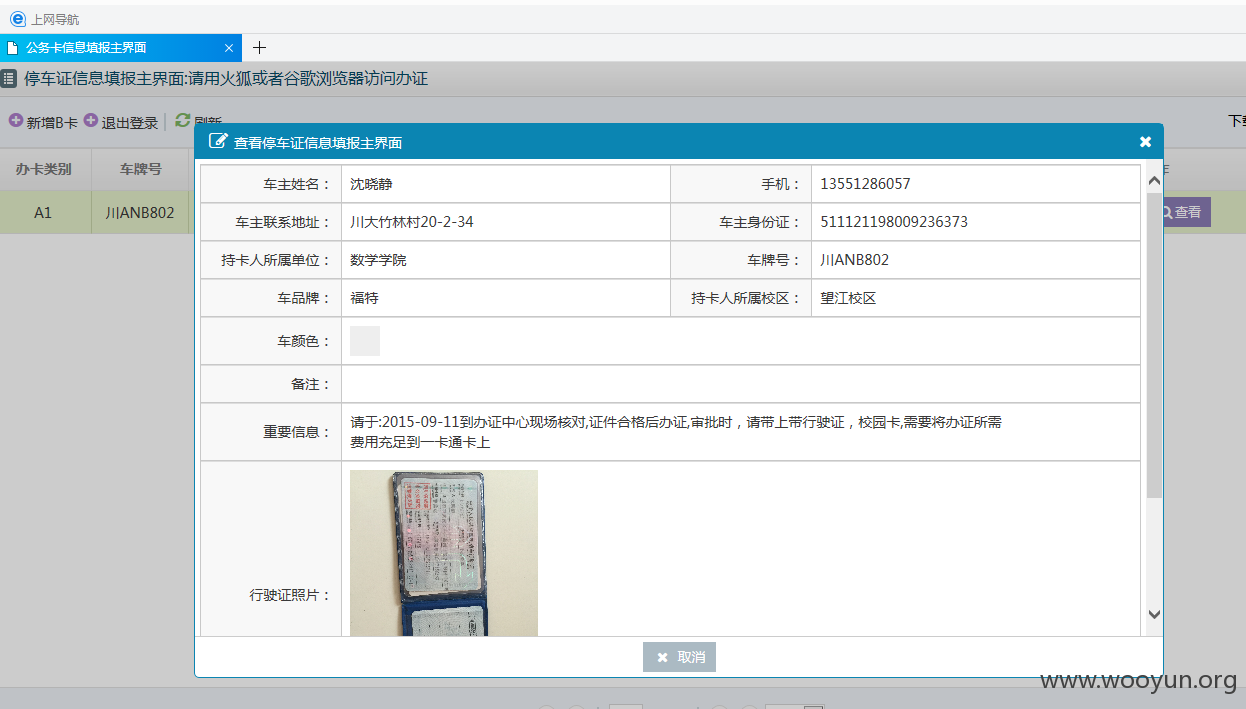 上网导航
公务卡信息填报主界面
停车证信息填报主界面:请用火狐或者谷歌浏览器访问办证
新增B卡 退出登录 刷新
办卡类别 车牌号
A1 川ANB802 查看
查看停车证信息填报主界面
车主姓名： 沈晓静 手机： 13551286057
车主联系地址： 川大竹林村20-2-34 车主身份证： 511121198009236373
持卡人所属单位： 数学学院 车牌号： 川ANB802
车品牌： 福特 持卡人所属校区： 望江校区
车颜色：
备注：
重要信息： 请于:2015-09-11到办证中心现场核对,证件合格后办证,审批时，请带上带行驶证，校园卡,需要将办证所需
费用充足到一卡通卡上
行驶证照片：
取消
www.wooyun.org